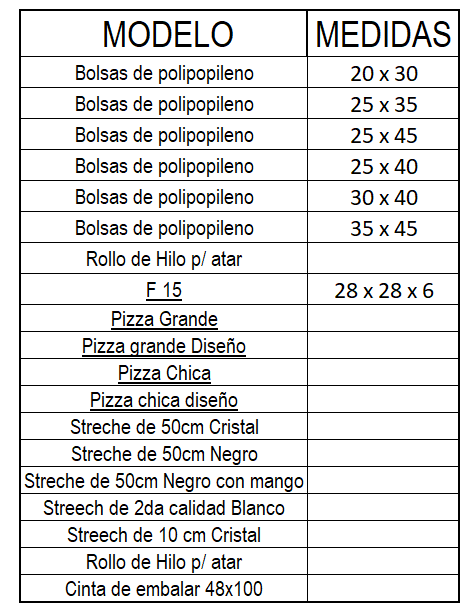 MODELO MEDIDAS
Bolsas de polipopileno 20 x 30
Bolsas de polipopileno 25 x 35
Bolsas de polipopileno 25 x 45
Bolsas de polipopileno 25 x 40
Bolsas de polipopileno 30 x 40
Bolsas de polipopileno 35 x 45
Rollo de Hilo p/ atar
F 15 28 x 28 x 6
Pizza Grande
Pizza grande Diseño
Pizza Chica
Pizza chica diseño
Streche de 50cm Cristal
Streche de 50cm Negro
Streche de 50cm Negro con mango
Streech de 2da calidad Blanco
Streech de 10 cm Cristal
Rollo de Hilo p/ atar
Cinta de embalar 48x100